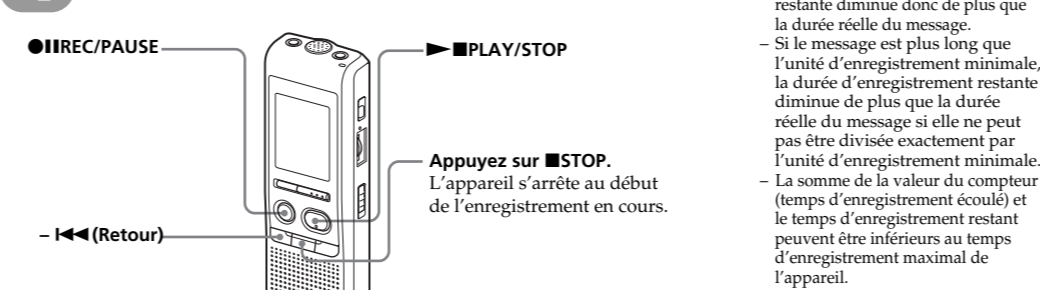 ●IIREC/PAUSE
►■PLAY/STOP
Appuyez sur ■STOP.
L'appareil s'arrête au début
de l'enregistrement en cours.
– I◄◄ (Retour)
restante diminue donc de plus que
la durée réelle du message.
– Si le message est plus long que
l'unité d'enregistrement minimale,
la durée d'enregistrement restante
diminue de plus que la durée
réelle du message si elle ne peut
pas être divisée exactement par
l'unité d'enregistrement minimale.
– La somme de la valeur du compteur
(temps d'enregistrement écoulé) et
le temps d'enregistrement restant
peuvent être inférieurs au temps
d'enregistrement maximal de
l'appareil.